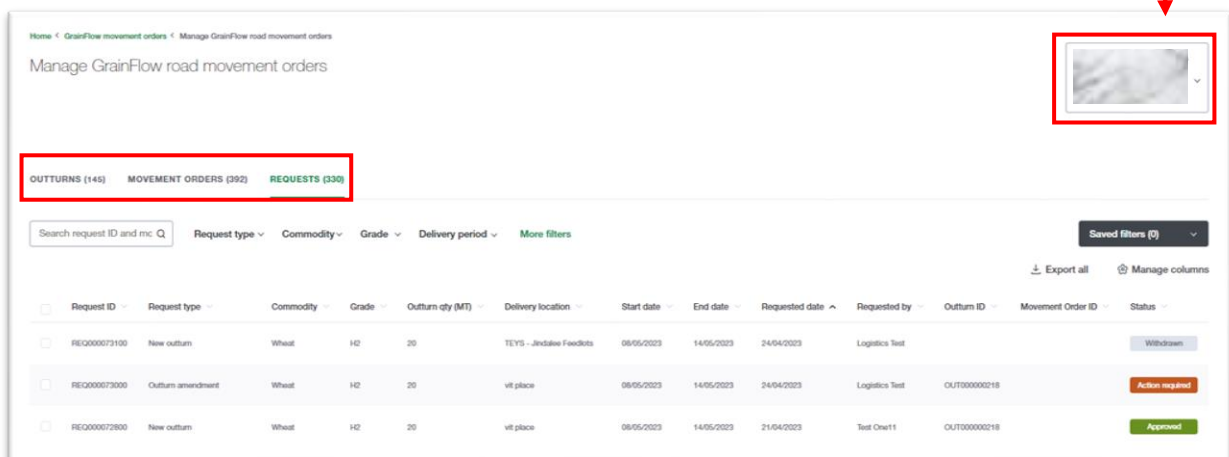 Home < GrainFlow movement orders < Manage GrainFlow road movement orders
Manage GrainFlow road movement orders
OUTTURNS (145) MOVEMENT ORDERS (392) REQUESTS (330)
Search request ID and mc Request type Commodity Grade Delivery period More filters Saved filters (0)
Export all Manage columns
Request ID Request type Commodity Grade Outturn qty (MT) Delivery location Start date End date Requested date Requested by Outturn ID Movement Order ID Status
REQ000073100 New outturn Wheat H2 20 TEYS - Jindalee Feedlots 08/05/2023 14/05/2023 24/04/2023 Logistics Test Withdrawn
REQ000073000 Outturn amendment Wheat H2 20 vit place 08/05/2023 14/05/2023 24/04/2023 Logistics Test OUT000000218 Action required
REQ000072800 New outturn Wheat H2 20 vit place 08/05/2023 14/05/2023 21/04/2023 Test One11 OUT000000218 Approved